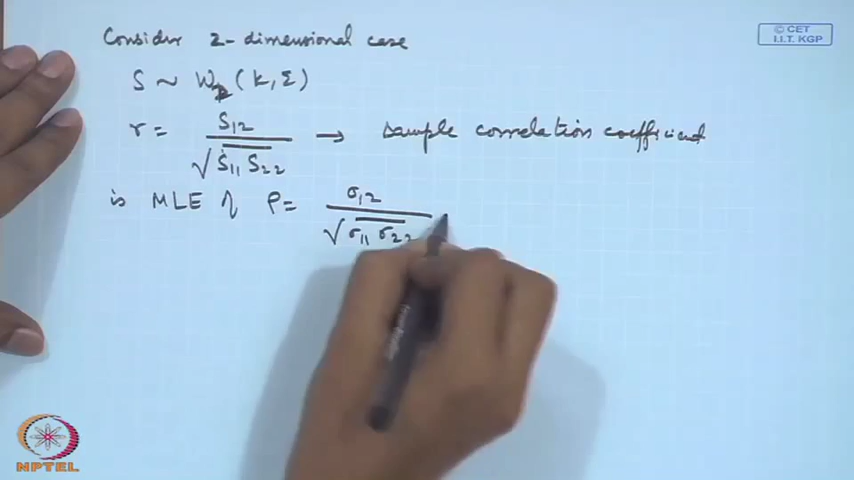 Consider 2-dimensional case
© CET
I.I.T. KGP
S ~ W₂ (k, Σ)
r = S₁₂ / √(S₁₁ S₂₂) → sample correlation coefficient
is MLE of ρ = σ₁₂ / √(σ₁₁ σ₂₂)
NPTEL